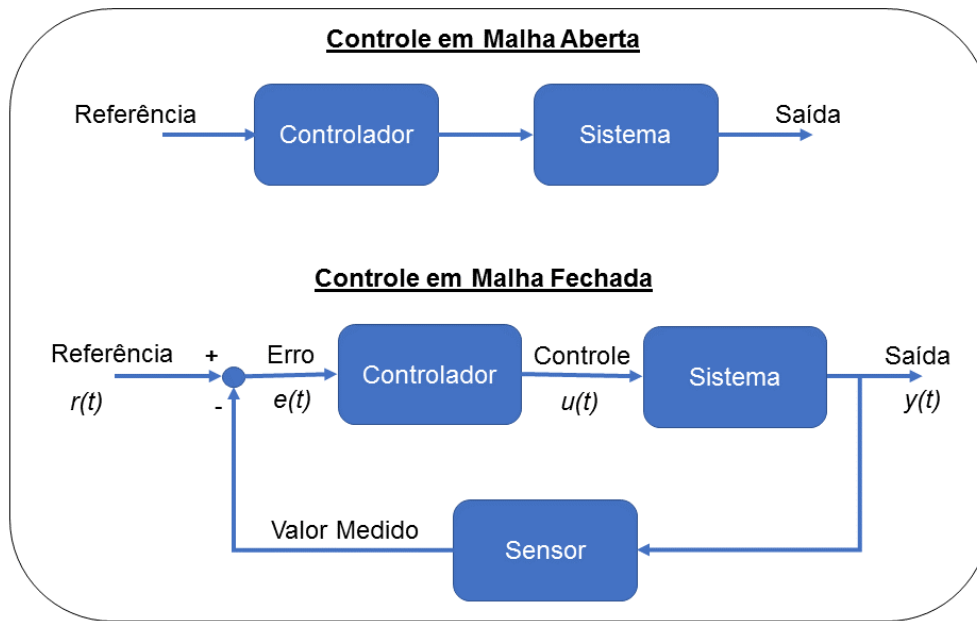 Controle em Malha Aberta
Referência
Controlador
Sistema
Saída
Controle em Malha Fechada
Referência
+
Erro
Controlador
Controle
Sistema
Saída
r(t)
-
e(t)
u(t)
y(t)
Valor Medido
Sensor